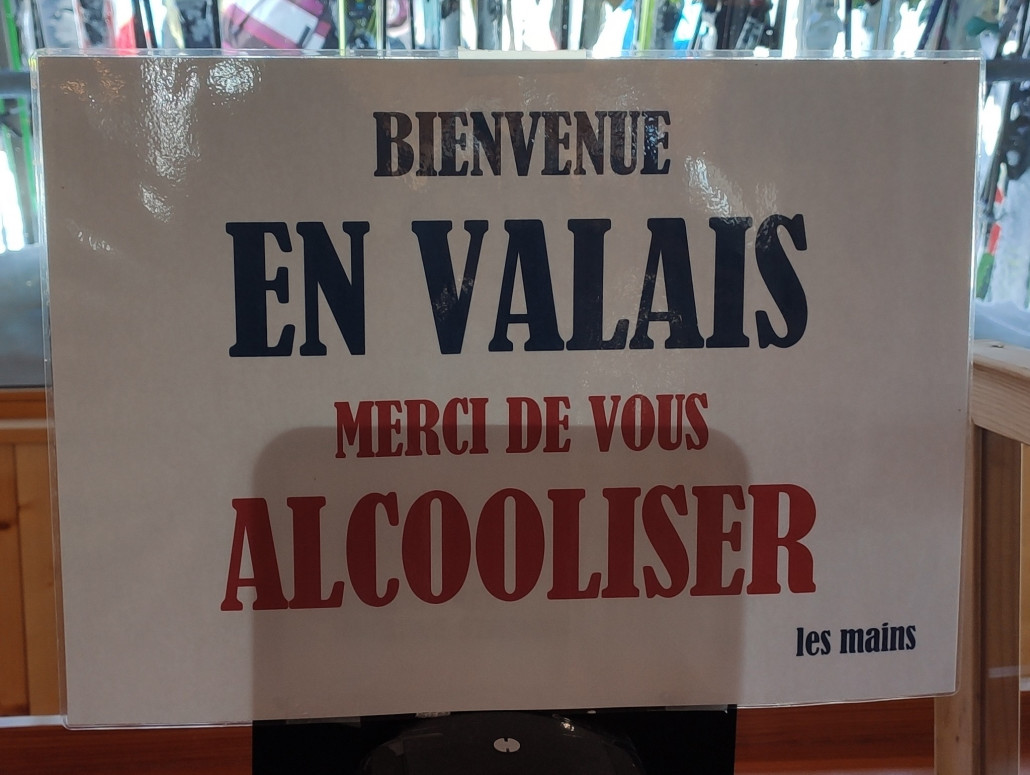 BIENVENUE
EN VALAIS
MERCI DE VOUS
ALCOOLISER
les mains